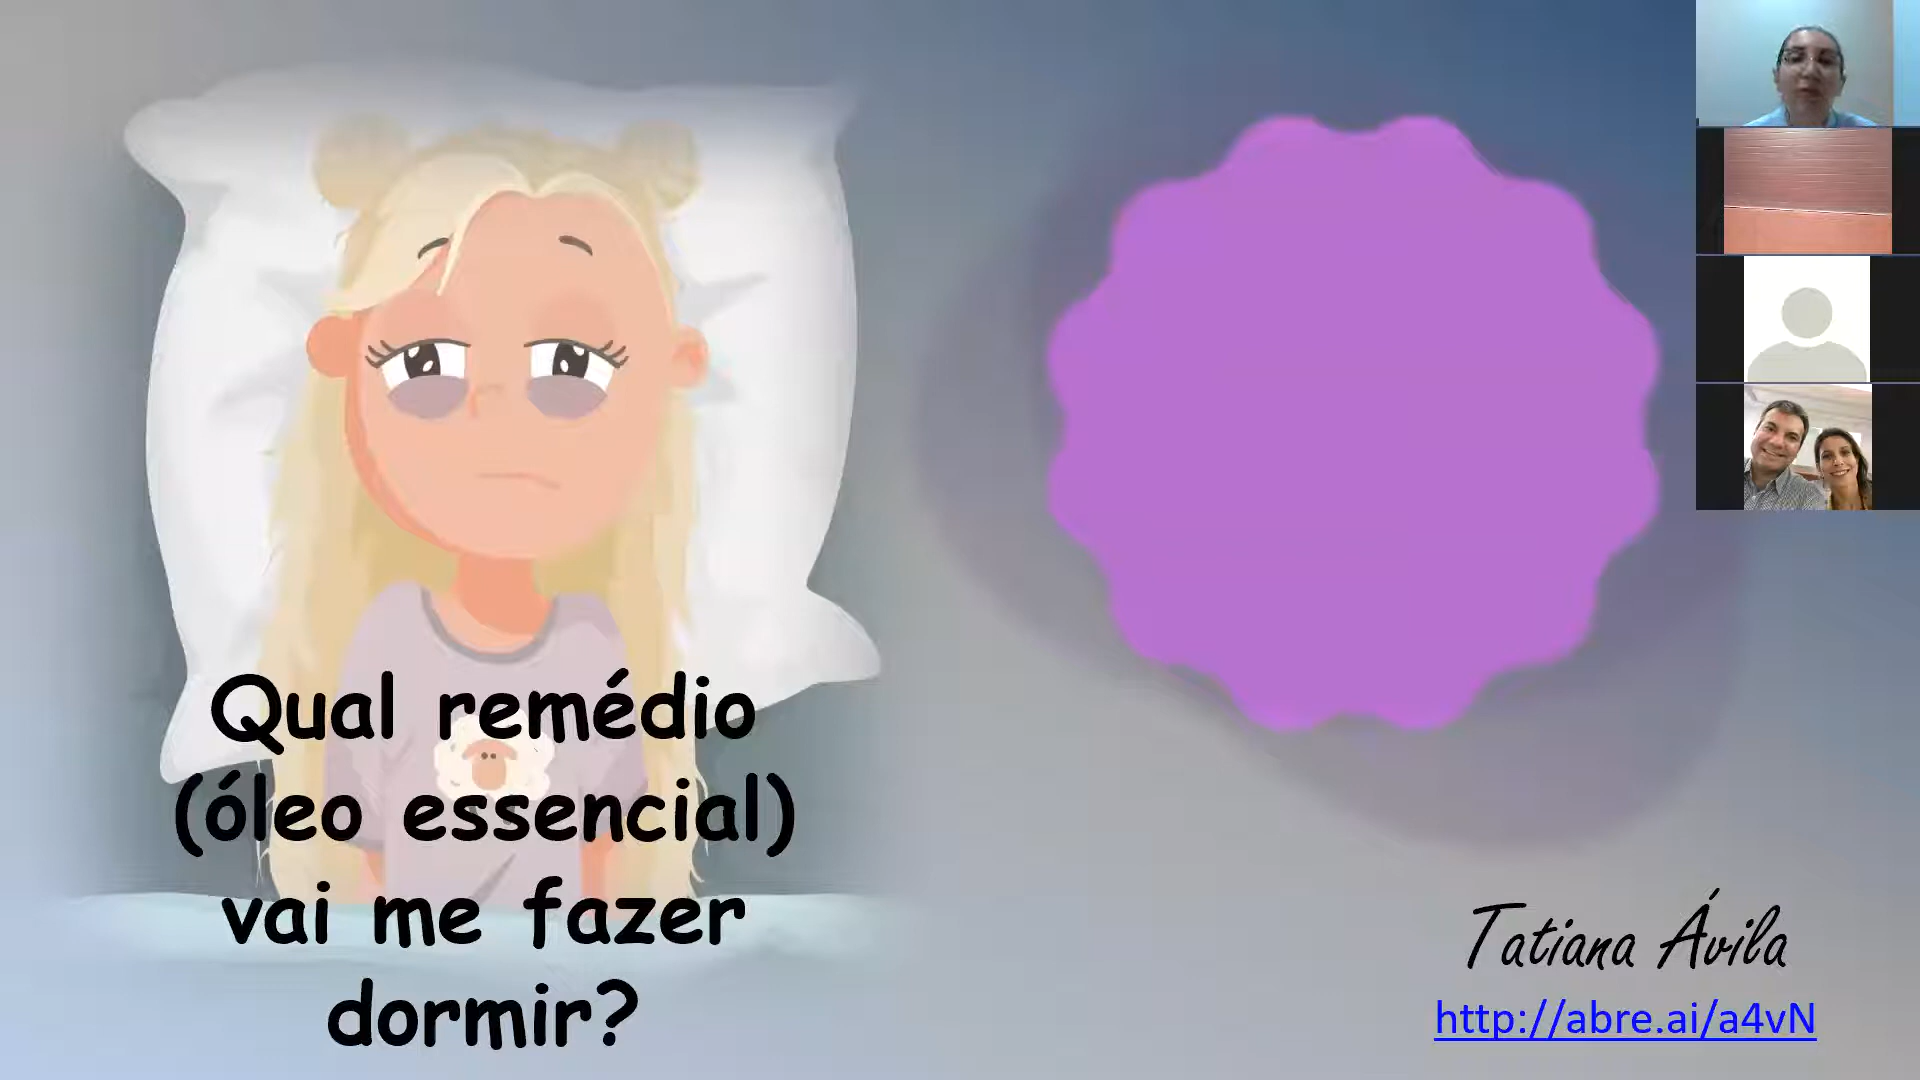 Qual remédio
(óleo essencial)
vai me fazer
dormir?
Tatiana Ávila
http://abre.ai/a4vN